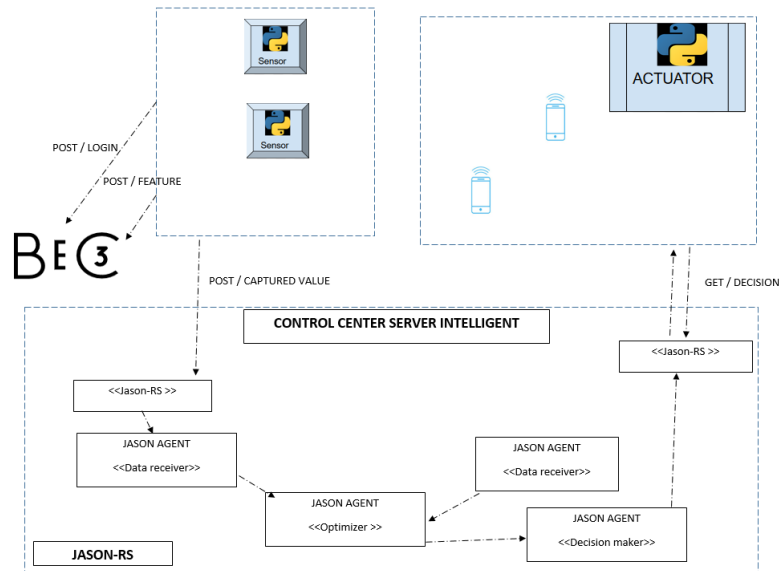 Sensor
ACTUATOR
Sensor
POST / LOGIN
POST / FEATURE
BEC3
POST / CAPTURED VALUE
GET / DECISION
CONTROL CENTER SERVER INTELLIGENT
<<Jason-RS >>
<<Jason-RS >>
JASON AGENT
<<Data receiver>>
JASON AGENT
<<Data receiver>>
JASON AGENT
<<Optimizer >>
JASON AGENT
<<Decision maker>>
JASON-RS